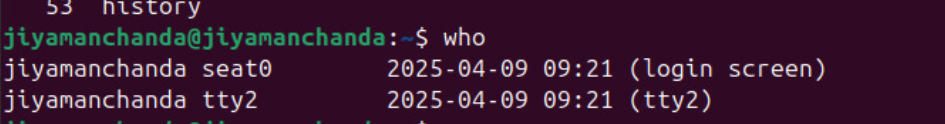 53 history
jiyamanchanda@jiyamanchanda:~$ who
jiyamanchanda seat0        2025-04-09 09:21 (login screen)
jiyamanchanda tty2         2025-04-09 09:21 (tty2)